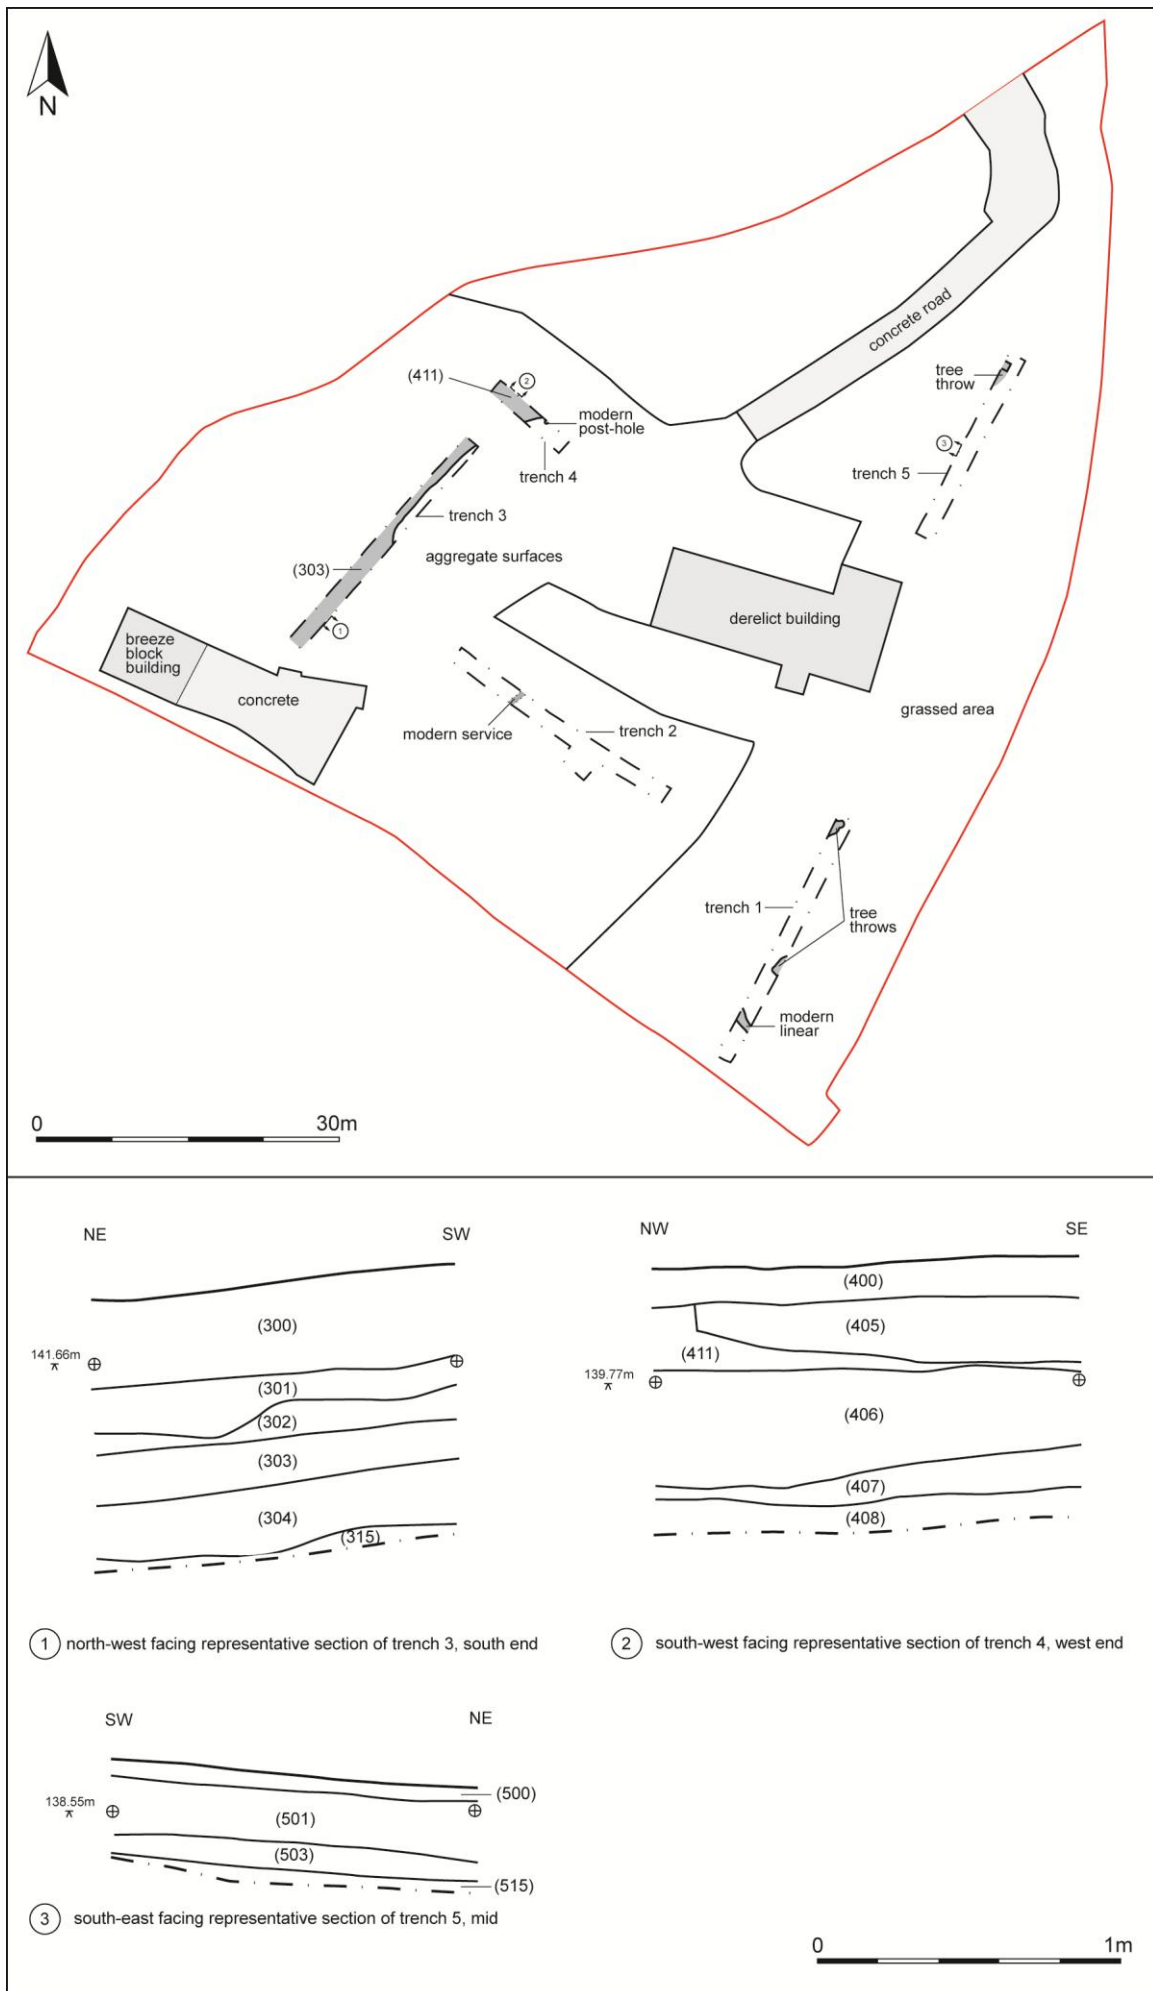 N
concrete road
(411)
2
modern
post-hole
trench 4
tree
throw
3
trench 5
trench 3
aggregate surfaces
(303)
1
derelict building
breeze
block
building
concrete
grassed area
modern service
trench 2
trench 1
tree
throws
modern
linear
0 30m
NE SW
(300)
141.66m
(301)
(302)
(303)
(304)
(315)
1 north-west facing representative section of trench 3, south end
NW SE
(400)
(405)
(411)
139.77m
(406)
(407)
(408)
2 south-west facing representative section of trench 4, west end
SW NE
(500)
138.55m
(501)
(503)
(515)
3 south-east facing representative section of trench 5, mid
0 1m